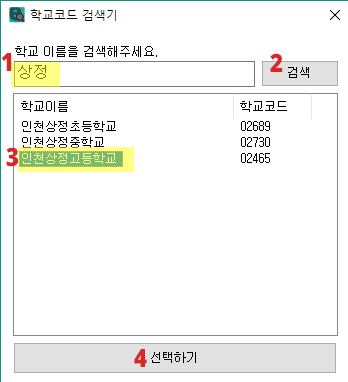 학교코드 검색기
학교 이름을 검색해주세요.
1 상정 2 검색
학교이름 학교코드
인천상정초등학교 02689
인천상정중학교 02730
3 인천상정고등학교 02465
4 선택하기